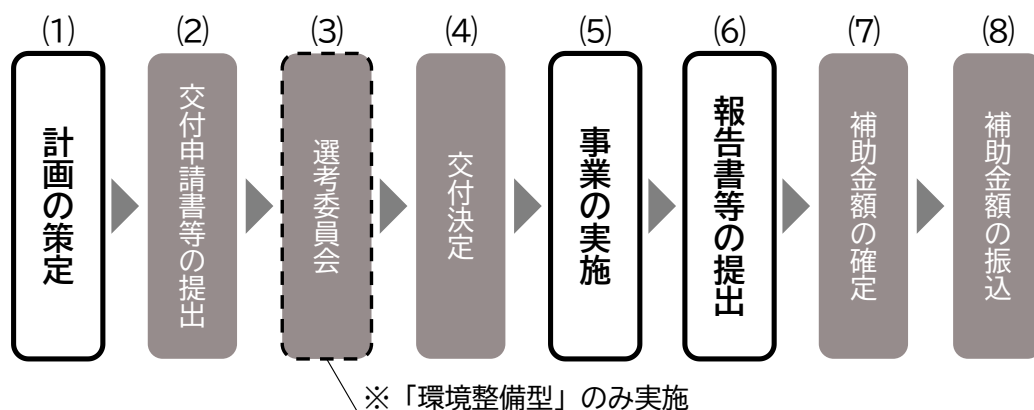 (1)
計画の策定
(2)
交付申請書等の提出
(3)
選考委員会
(4)
交付決定
(5)
事業の実施
(6)
報告書等の提出
(7)
補助金額の確定
(8)
補助金額の振込
※「環境整備型」のみ実施